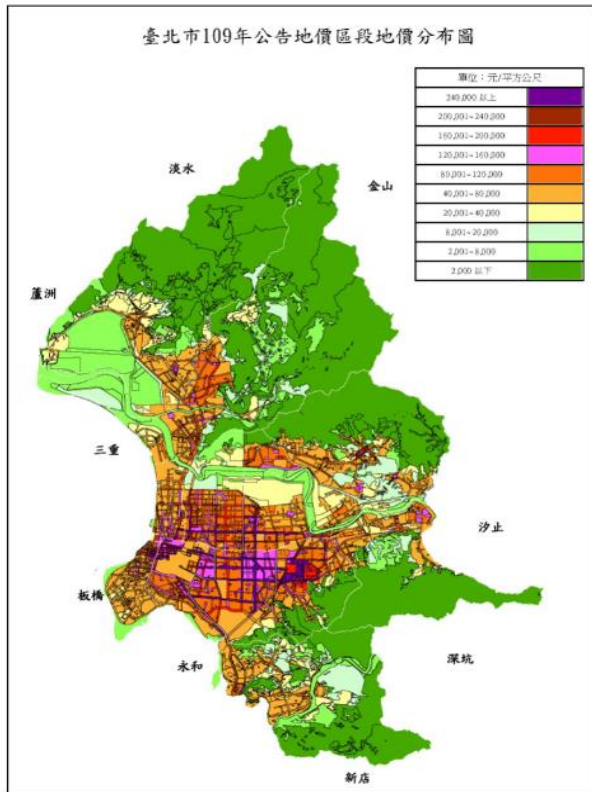 臺北市109年公告地價區段地價分布圖
單位：元/平方公尺
240,000 以上
200,001~240,000
160,001~200,000
120,001~160,000
80,001~120,000
40,001~80,000
20,001~40,000
8,001~20,000
2,001~8,000
2,000 以下
淡水
金山
蘆洲
三重
汐止
板橋
永和
深坑
新店